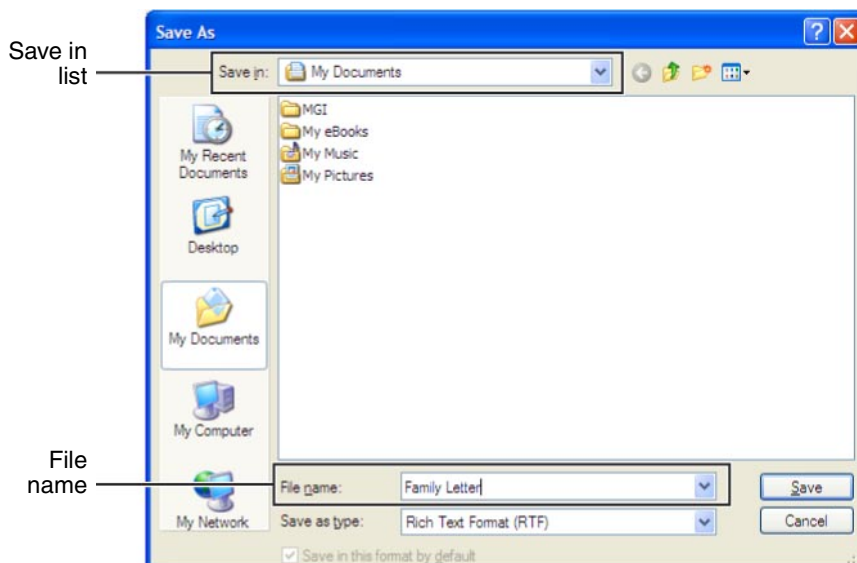 Save As
Save in list
Save in: My Documents
MGI
My eBooks
My Music
My Pictures
My Recent Documents
Desktop
My Documents
My Computer
My Network
File name
File name: Family Letter
Save
Save as type: Rich Text Format (RTF)
Cancel
Save in this format by default